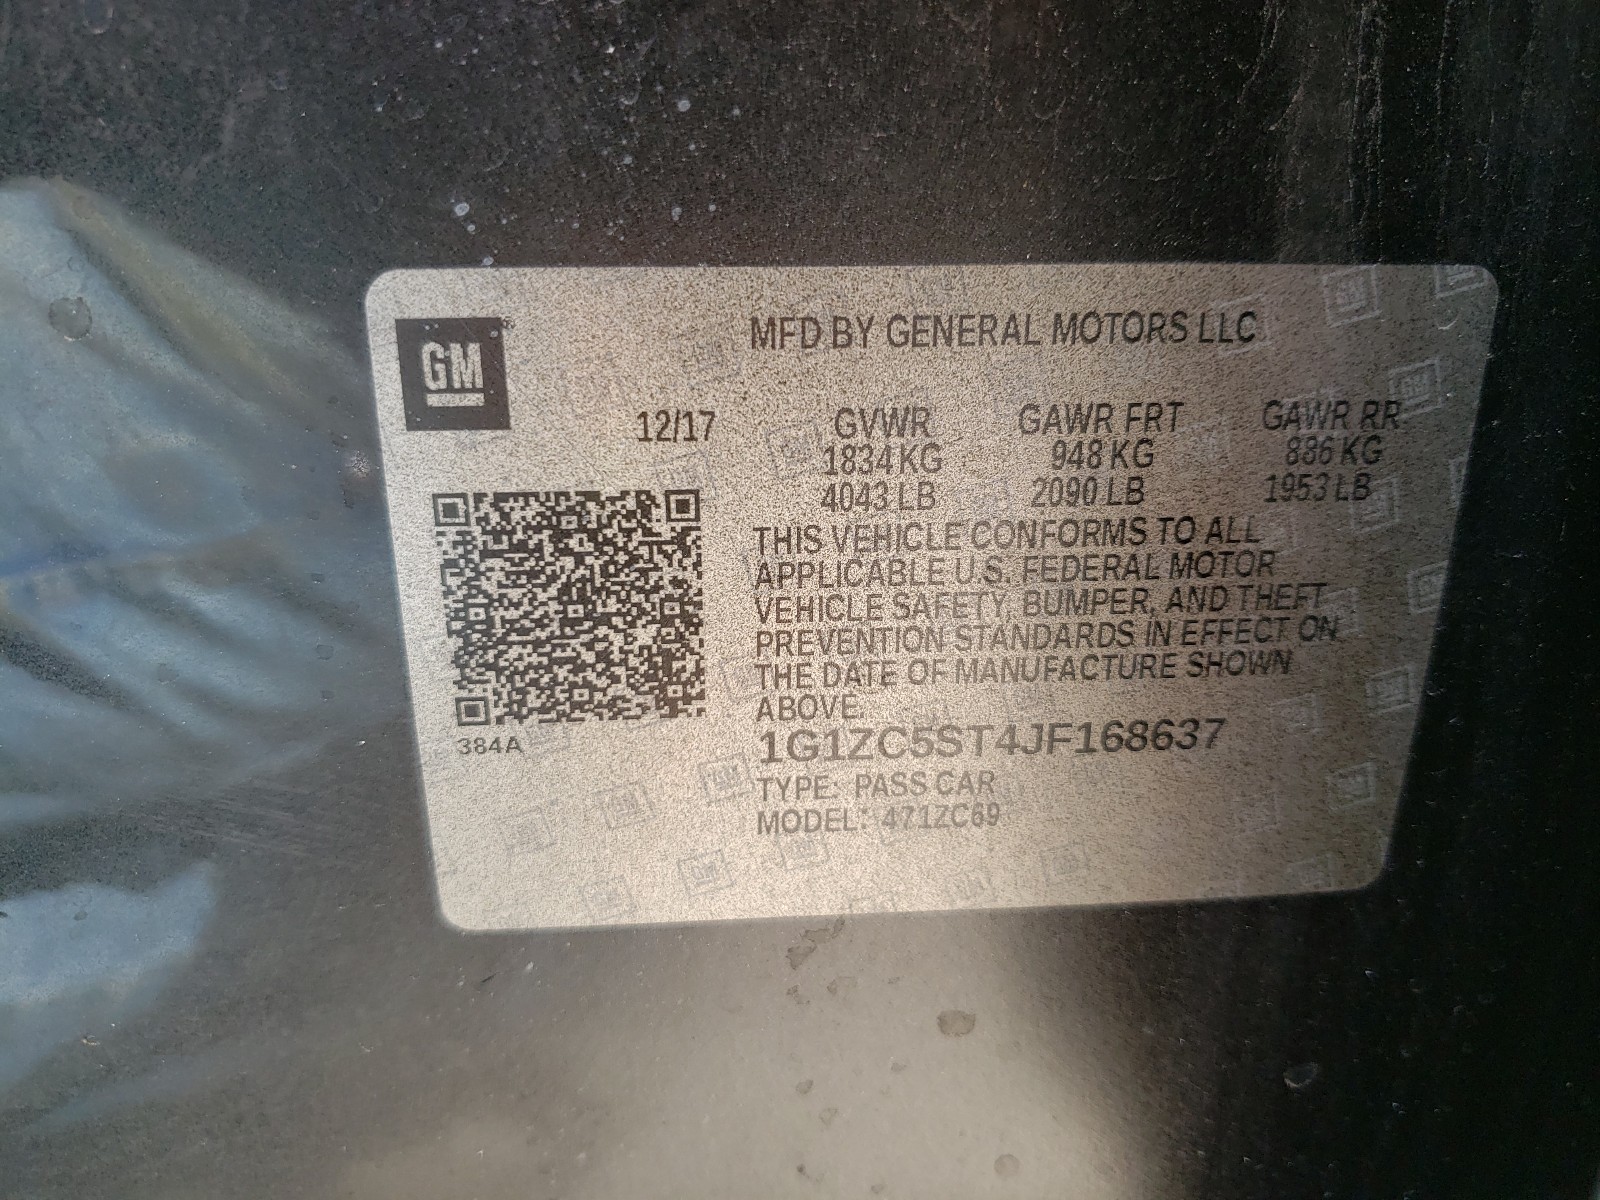 GM
MFD BY GENERAL MOTORS LLC
12/17 GVWR GAWR FRT GAWR RR
1834 KG 948 KG 886 KG
4043 LB 2090 LB 1953 LB
THIS VEHICLE CONFORMS TO ALL
APPLICABLE U.S. FEDERAL MOTOR
VEHICLE SAFETY, BUMPER, AND THEFT
PREVENTION STANDARDS IN EFFECT ON
THE DATE OF MANUFACTURE SHOWN
ABOVE.
384A
1G1ZC5ST4JF168637
TYPE: PASS CAR
MODEL: 471ZC69